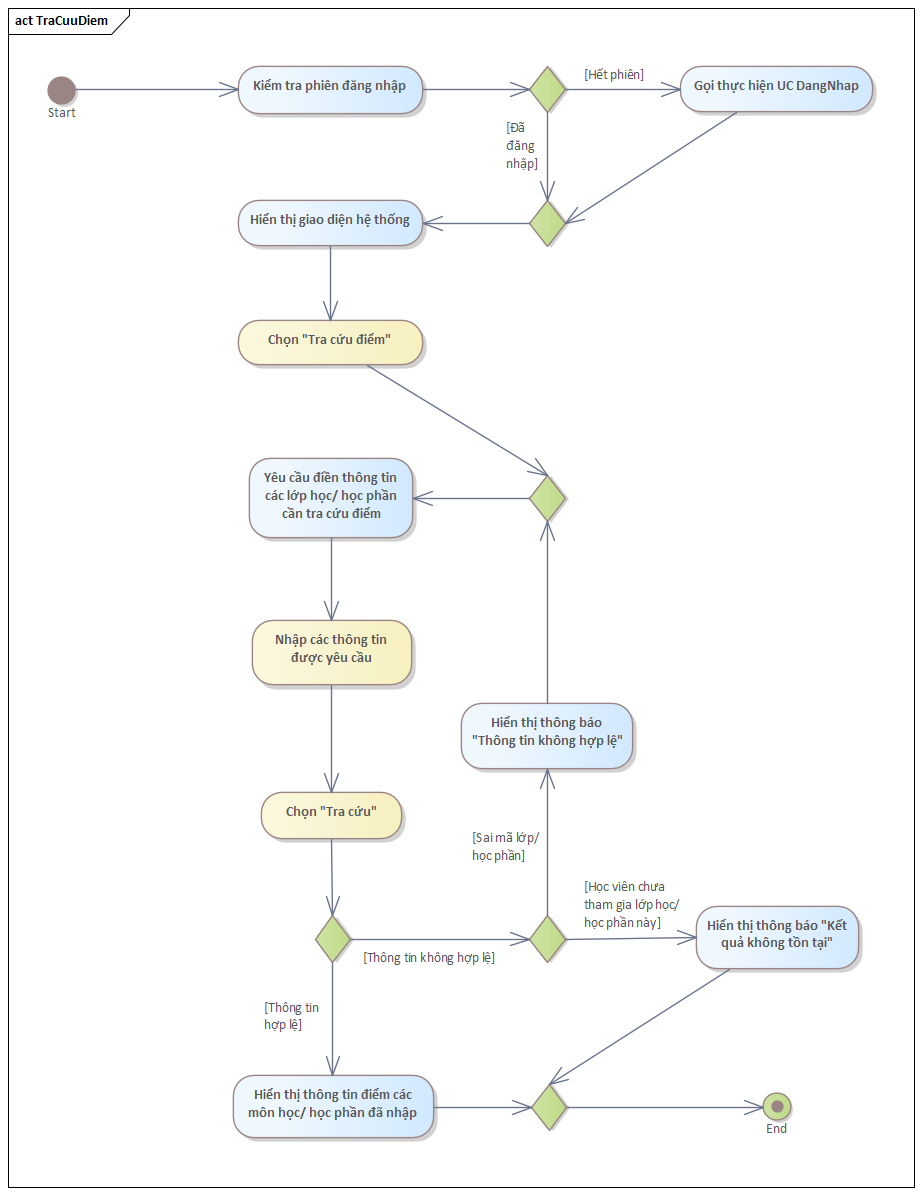 act TraCuuDiem
Start
Kiểm tra phiên đăng nhập
[Hết phiên]
Gọi thực hiện UC DangNhap
[Đã
đăng
nhập]
Hiển thị giao diện hệ thống
Chọn "Tra cứu điểm"
Yêu cầu điền thông tin
các lớp học/ học phần
cần tra cứu điểm
Nhập các thông tin
được yêu cầu
Hiển thị thông báo
"Thông tin không hợp lệ"
Chọn "Tra cứu"
[Sai mã lớp/
học phần]
[Học viên chưa
tham gia lớp học/
học phần này]
Hiển thị thông báo "Kết
quả không tồn tại"
[Thông tin không hợp lệ]
[Thông tin
hợp lệ]
Hiển thị thông tin điểm các
môn học/ học phần đã nhập
End